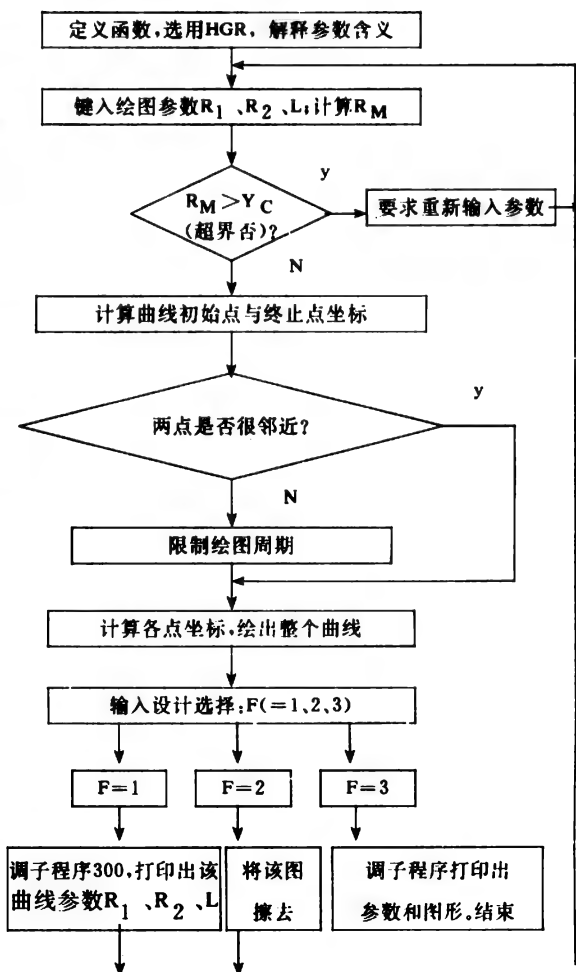 定义函数,选用HGR, 解释参数含义
键入绘图参数R₁、R₂、L;计算R_M
y
R_M>Y_C
(超界否)?
要求重新输入参数
N
计算曲线初始点与终止点坐标
y
两点是否很邻近?
N
限制绘图周期
计算各点坐标,绘出整个曲线
输入设计选择:F(=1、2、3)
F=1
F=2
F=3
调子程序300,打印出该
曲线参数R₁、R₂、L
将该图
擦去
调子程序打印出
参数和图形。结束